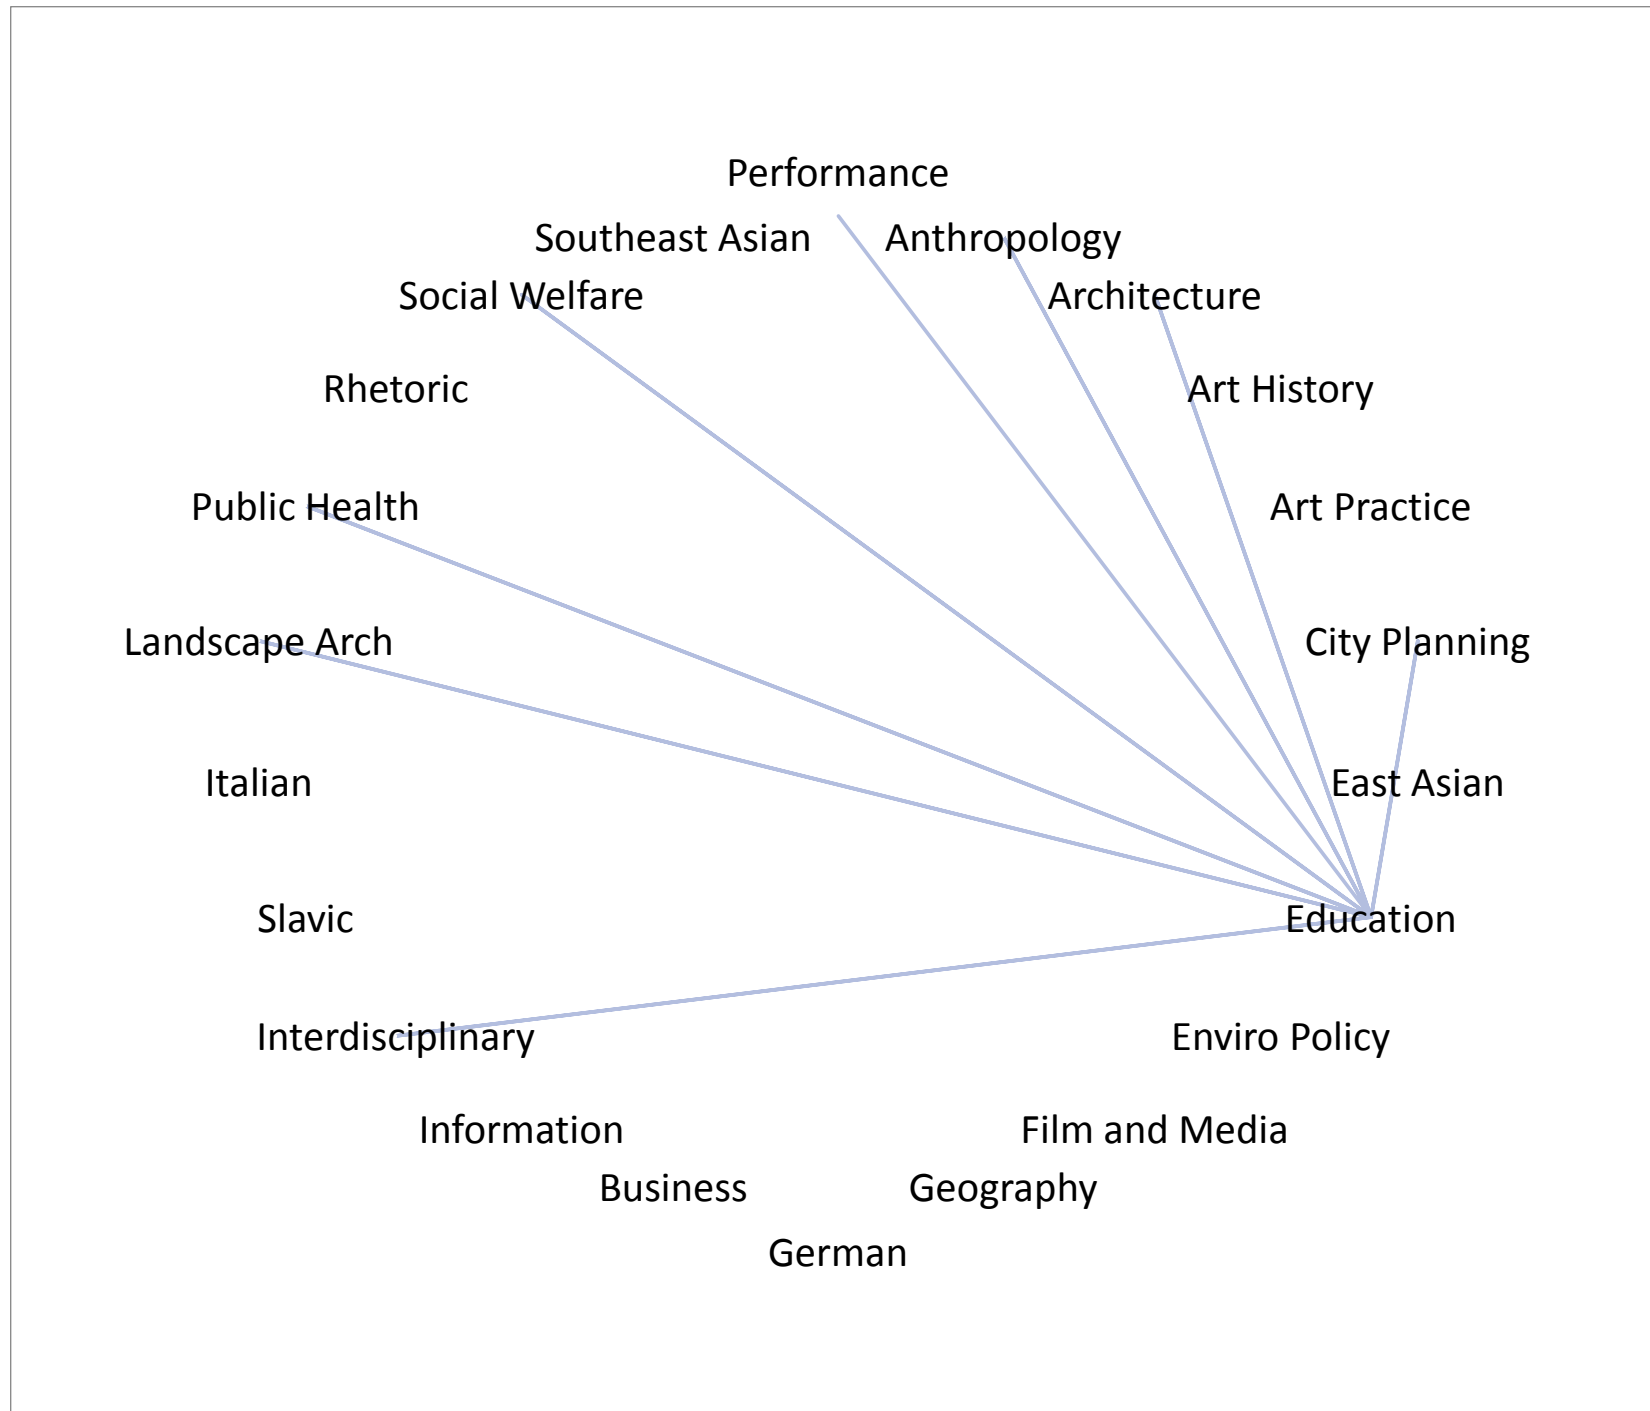 Performance
Southeast Asian
Anthropology
Social Welfare
Architecture
Rhetoric
Art History
Public Health
Art Practice
Landscape Arch
City Planning
Italian
East Asian
Slavic
Education
Interdisciplinary
Enviro Policy
Information
Film and Media
Business
Geography
German